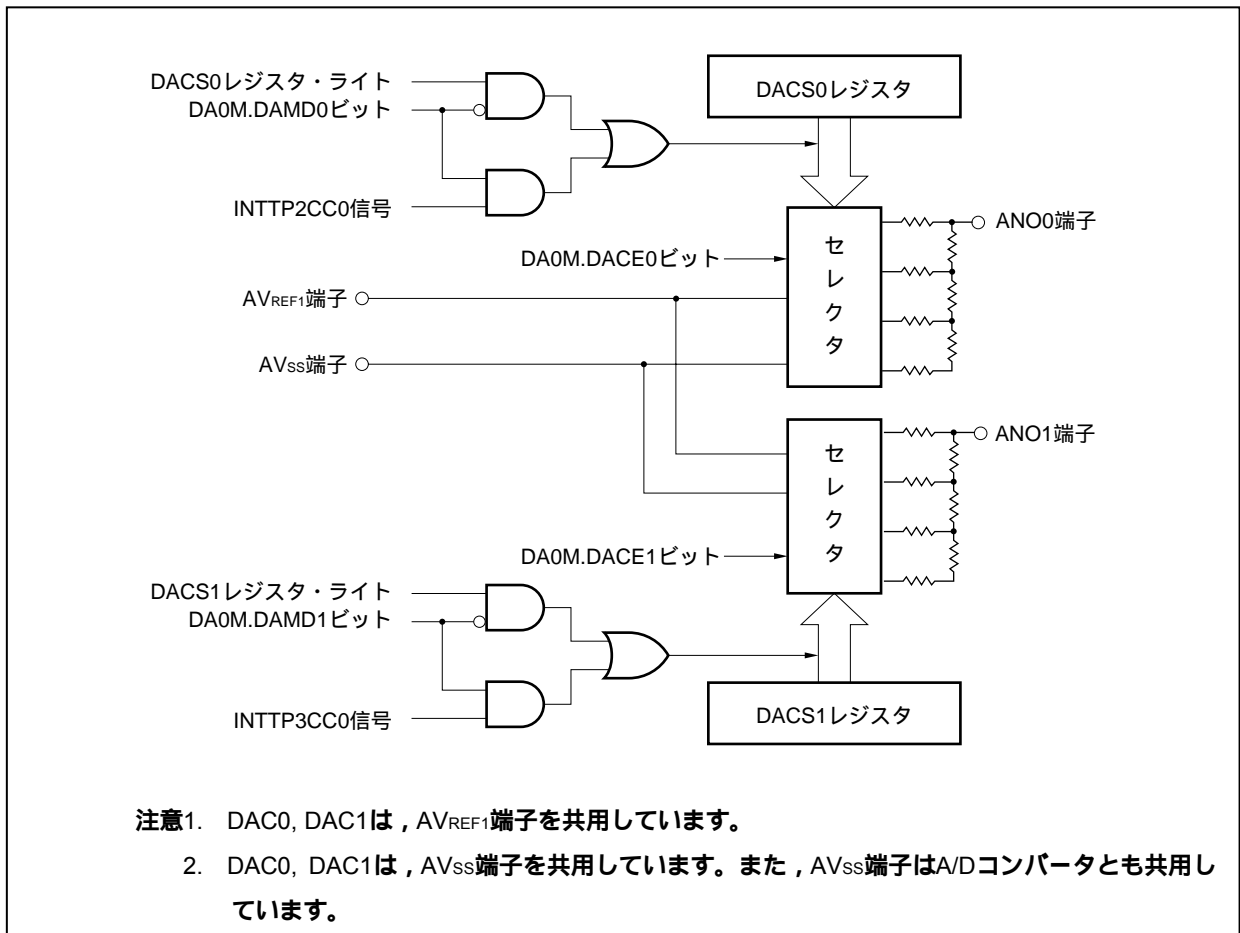 DACS0レジスタ・ライト
DA0M.DAMD0ビット
INTTP2CC0信号
DACS0レジスタ
DA0M.DACE0ビット
セレクタ
ANO0端子
AVREF1端子
AVSS端子
セレクタ
ANO1端子
DA0M.DACE1ビット
DACS1レジスタ・ライト
DA0M.DAMD1ビット
INTTP3CC0信号
DACS1レジスタ
注意1. DAC0, DAC1は，AVREF1端子を共用しています。
2. DAC0, DAC1は，AVSS端子を共用しています。また，AVSS端子はA/Dコンバータとも共用し
ています。